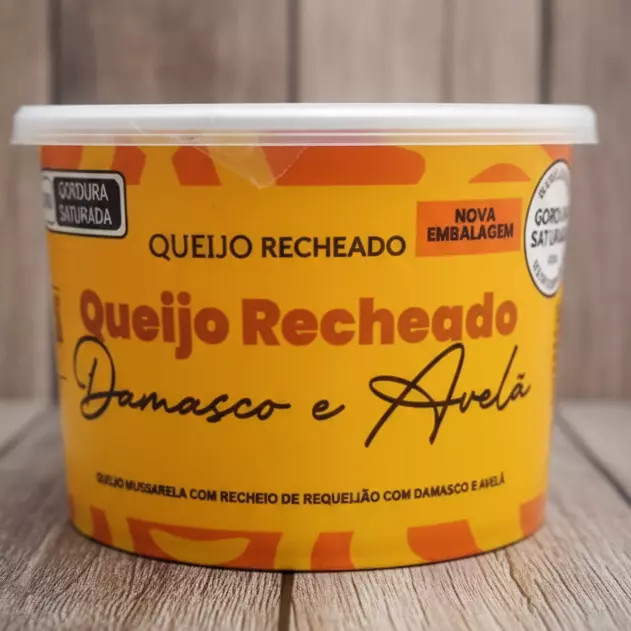 GORDURA
SATURADA
QUEIJO RECHEADO
NOVA
EMBALAGEM
GORDURA
SATURADA
Queijo Recheado
Damasco e Avelã
QUEIJO MUSSARELA COM RECHEIO DE REQUEIJÃO COM DAMASCO E AVELÃ